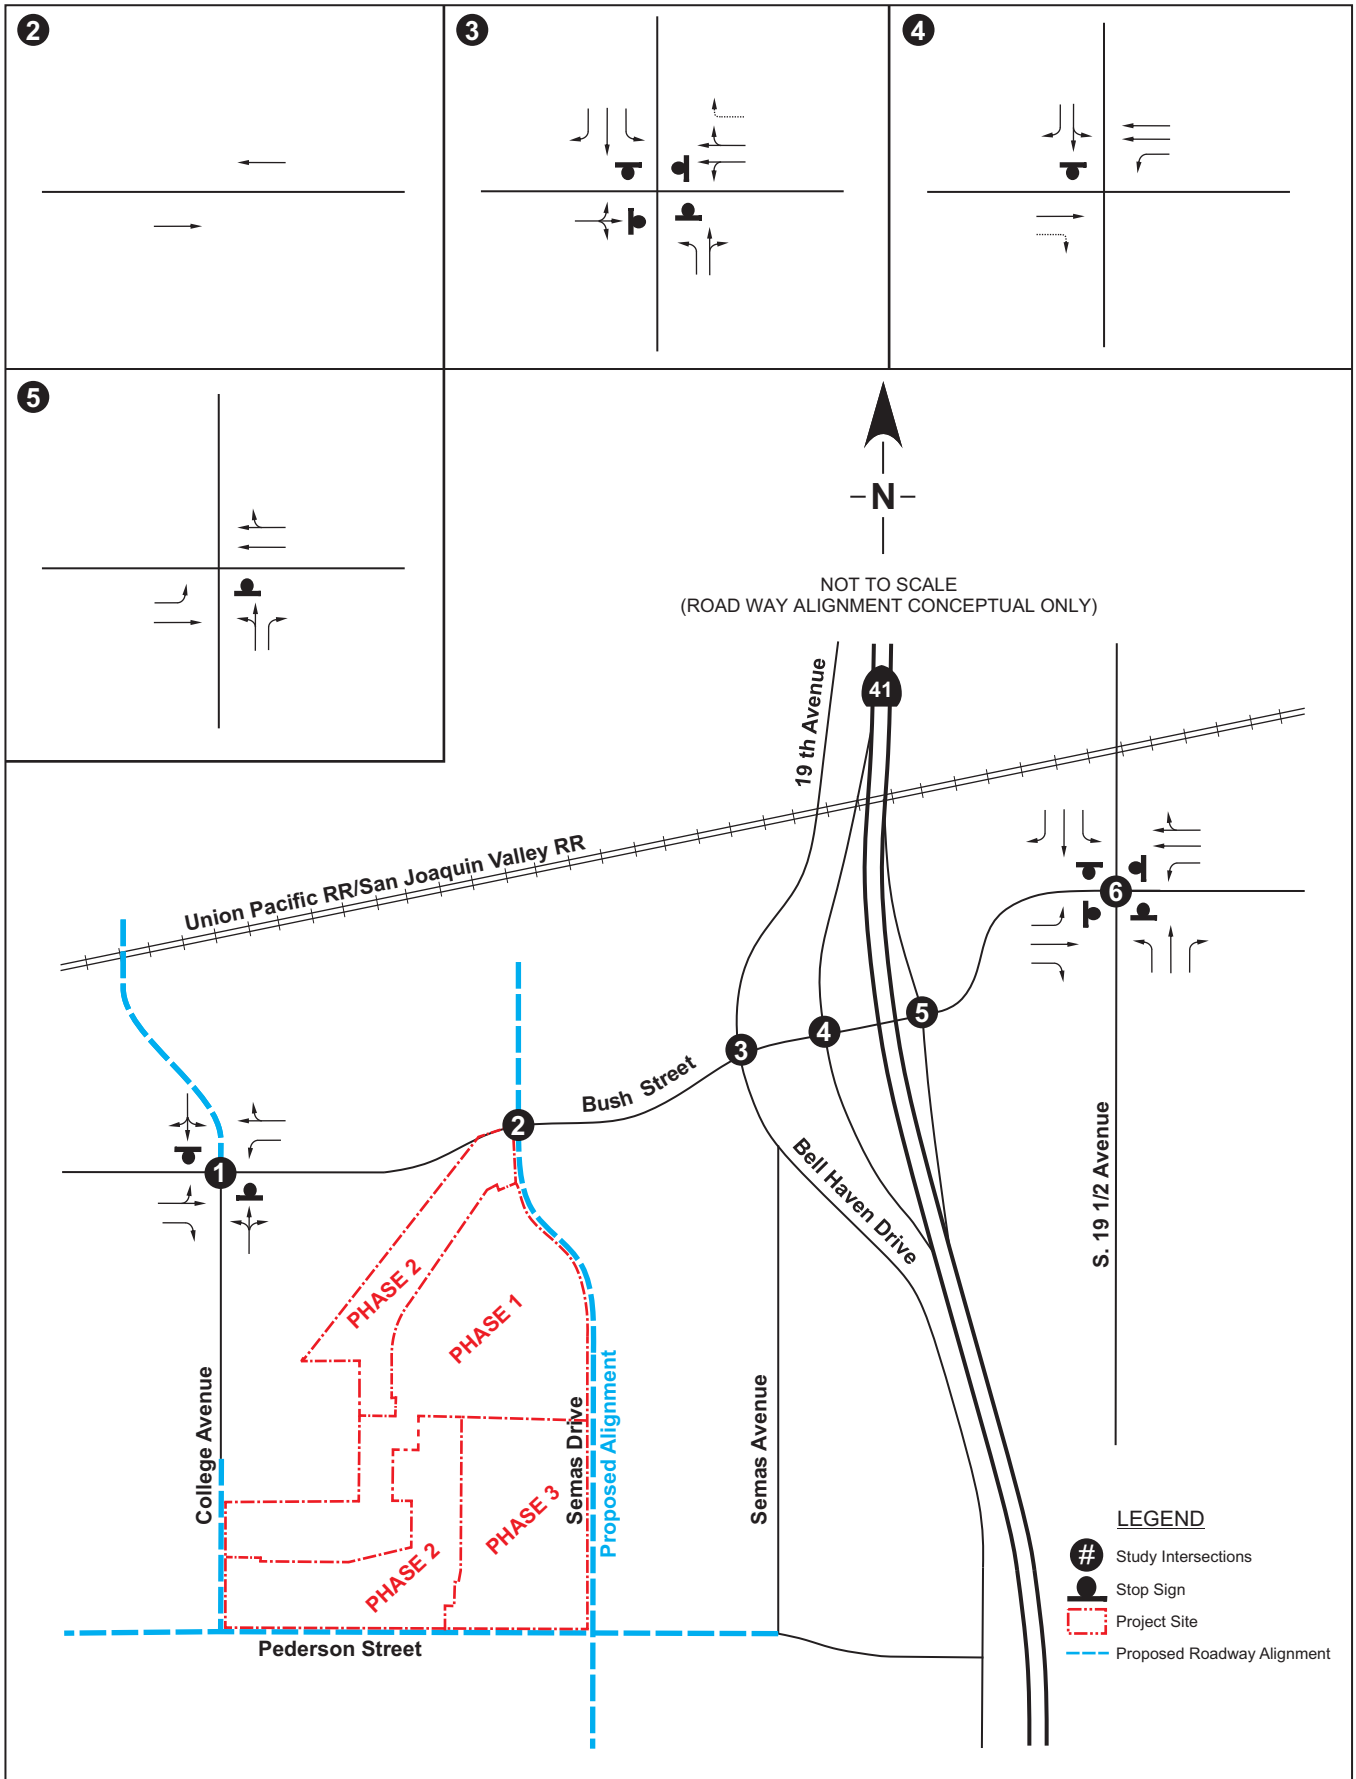 2
3
4
5
N
NOT TO SCALE
(ROAD WAY ALIGNMENT CONCEPTUAL ONLY)
19 th Avenue
41
Union Pacific RR/San Joaquin Valley RR
6
5
4
3
Bush Street
2
1
Bell Haven Drive
S. 19 1/2 Avenue
PHASE 2
PHASE 1
College Avenue
Semas Drive
Proposed Alignment
Semas Avenue
PHASE 3
PHASE 2
Pederson Street
LEGEND
# Study Intersections
Stop Sign
Project Site
Proposed Roadway Alignment